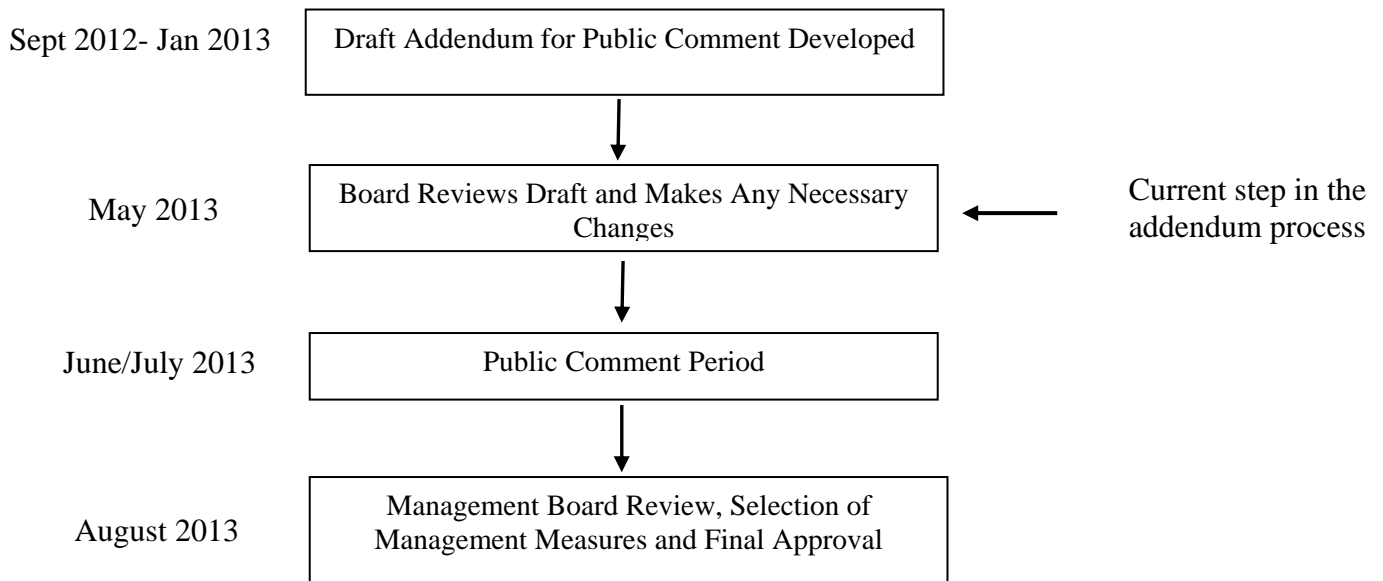 Sept 2012- Jan 2013
Draft Addendum for Public Comment Developed
May 2013
Board Reviews Draft and Makes Any Necessary
Changes
Current step in the
addendum process
June/July 2013
Public Comment Period
August 2013
Management Board Review, Selection of
Management Measures and Final Approval